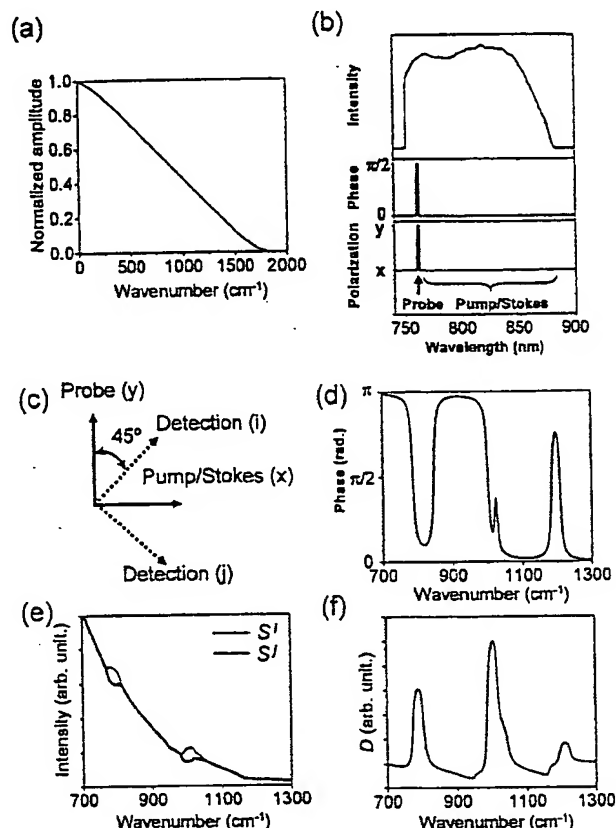 (a)
Normalized amplitude
1.0
0.8
0.6
0.4
0.2
0.0
0 500 1000 1500 2000
Wavenumber (cm⁻¹)
(b)
Intensity
Phase
π/2
0
Polarization
y
x
Probe Pump/Stokes
750 800 850 900
Wavelength (nm)
(c)
Probe (y)
45°
Detection (i)
Pump/Stokes (x)
Detection (j)
(d)
Phase (rad.)
π
π/2
0
700 900 1100 1300
Wavenumber (cm⁻¹)
(e)
Intensity (arb. unit.)
Sⁱ
Sʲ
700 900 1100 1300
Wavenumber (cm⁻¹)
(f)
D (arb. unit.)
700 900 1100 1300
Wavenumber (cm⁻¹)